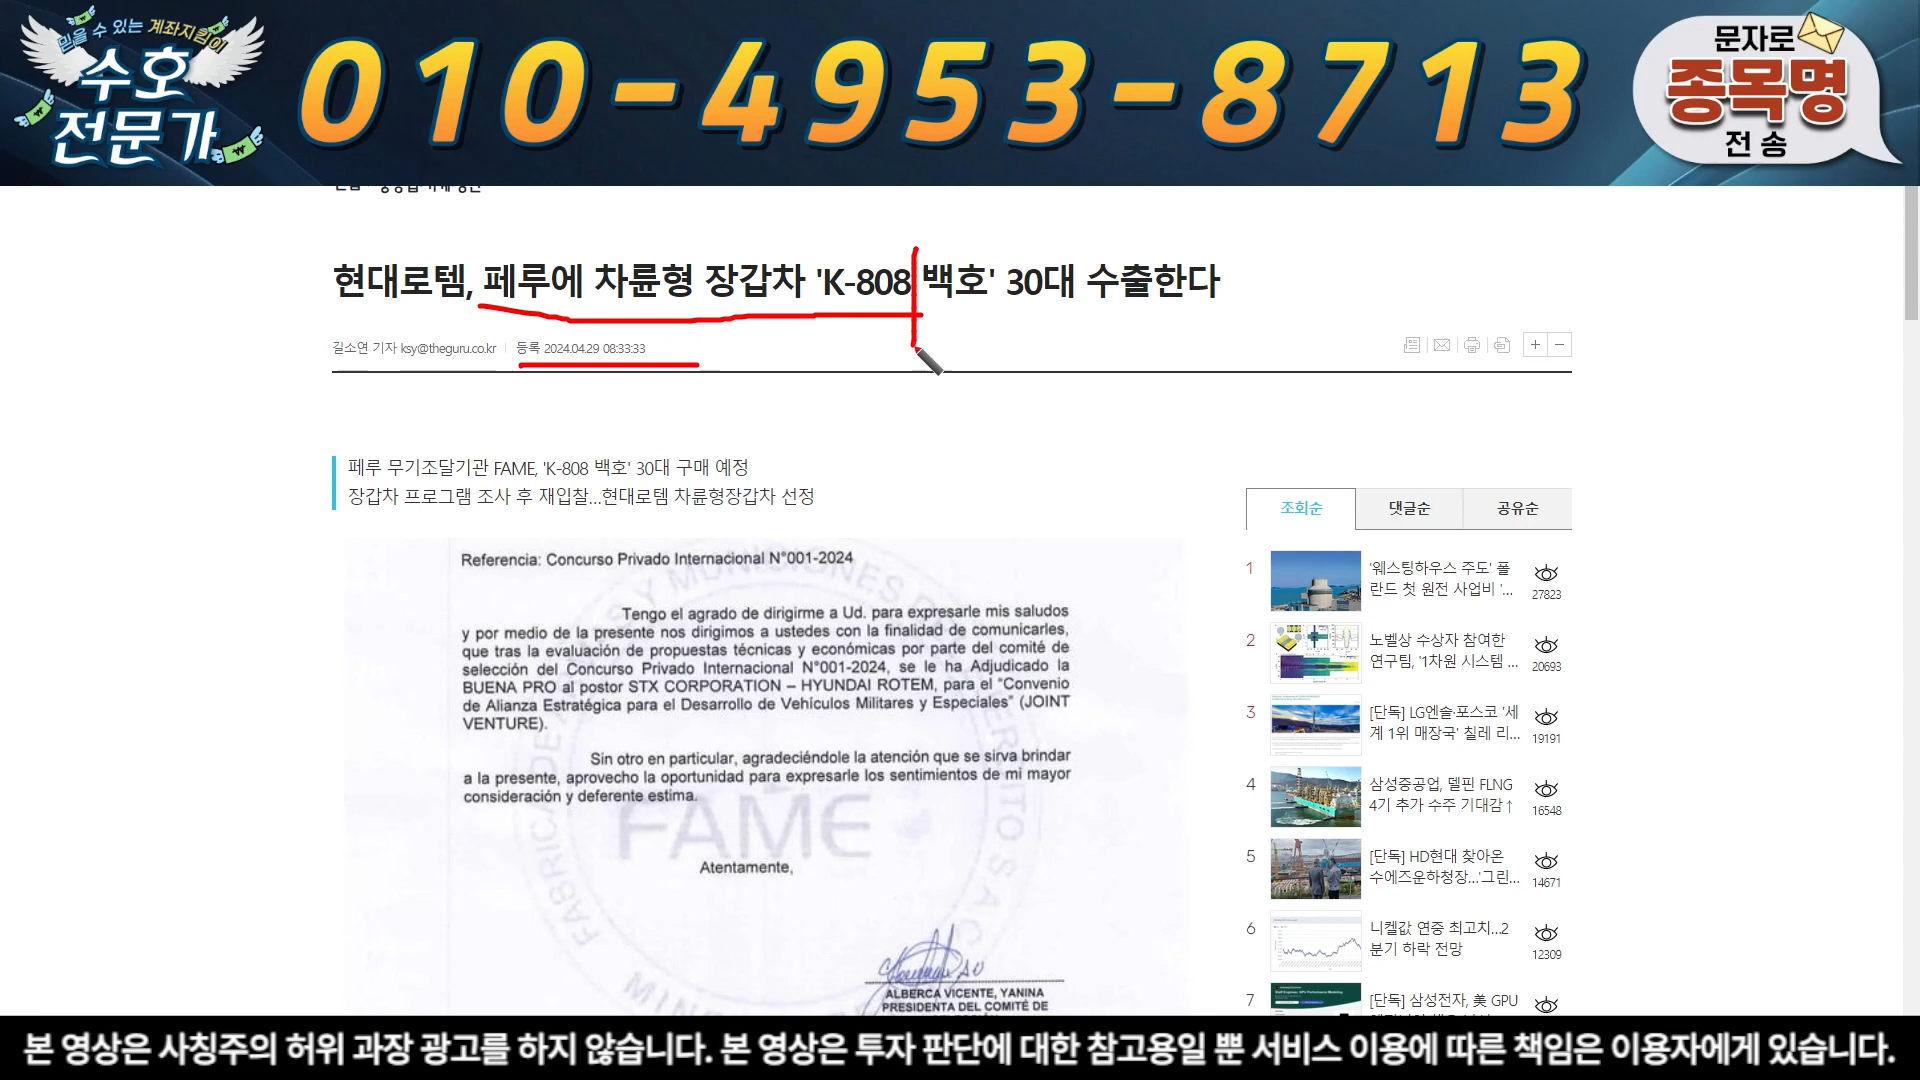 믿을 수 있는 계좌지킴이
수호
전문가
010-4953-8713
문자로
종목명
전송
현대로템, 페루에 차륜형 장갑차 'K-808 백호' 30대 수출한다
길소연 기자 ksy@theguru.co.kr
등록 2024.04.29 08:33:33
페루 무기조달기관 FAME, 'K-808 백호' 30대 구매 예정
장갑차 프로그램 조사 후 재입찰…현대로템 차륜형장갑차 선정
Referencia: Concurso Privado Internacional N°001-2024
Tengo el agrado de dirigirme a Ud. para expresarle mis saludos
y por medio de la presente nos dirigimos a ustedes con la finalidad de comunicarles,
que tras la evaluación de propuestas técnicas y económicas por parte del comité de
selección del Concurso Privado Internacional N°001-2024, se le ha Adjudicado la
BUENA PRO al postor STX CORPORATION – HYUNDAI ROTEM, para el "Convenio
de Alianza Estratégica para el Desarrollo de Vehículos Militares y Especiales" (JOINT
VENTURE).
Sin otro en particular, agradeciéndole la atención que se sirva brindar
a la presente, aprovecho la oportunidad para expresarle los sentimientos de mi mayor
consideración y deferente estima.
FAME
Atentamente,
ALBERCA VICENTE, YANINA
PRESIDENTA DEL COMITÉ DE
조회순
댓글순
공유순
1
'웨스팅하우스 주도' 폴
란드 첫 원전 사업비 '...
27823
2
노벨상 수상자 참여한
연구팀, '1차원 시스템 ...
20693
3
[단독] LG엔솔·포스코 '세
계 1위 매장국' 칠레 리...
19191
4
삼성중공업, 델핀 FLNG
4기 추가 수주 기대감↑
16548
5
[단독] HD현대 찾아온
수에즈운하청장…'그린...
14671
6
니켈값 연중 최고치…2
분기 하락 전망
12309
7
[단독] 삼성전자, 美 GPU
본 영상은 사칭주의 허위 과장 광고를 하지 않습니다. 본 영상은 투자 판단에 대한 참고용일 뿐 서비스 이용에 따른 책임은 이용자에게 있습니다.